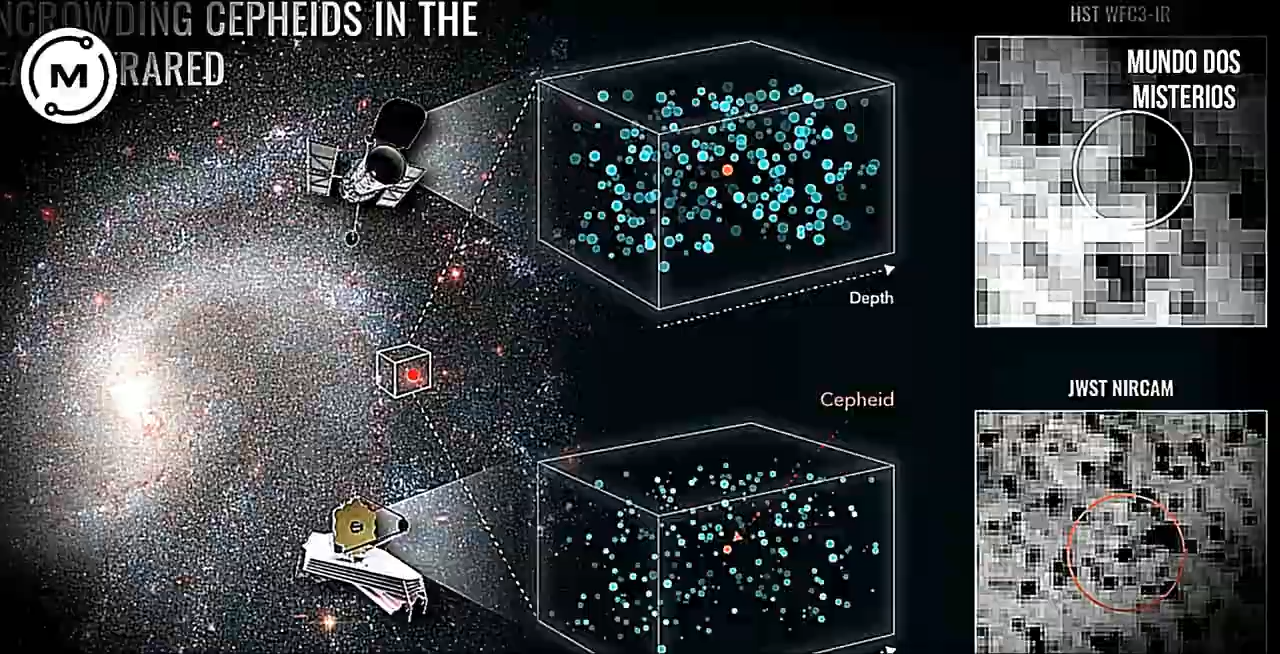 NCROWDING CEPHEIDS IN THE
RARED
M
HST WFC3-IR
MUNDO DOS
MISTERIOS
Depth
JWST NIRCAM
Cepheid